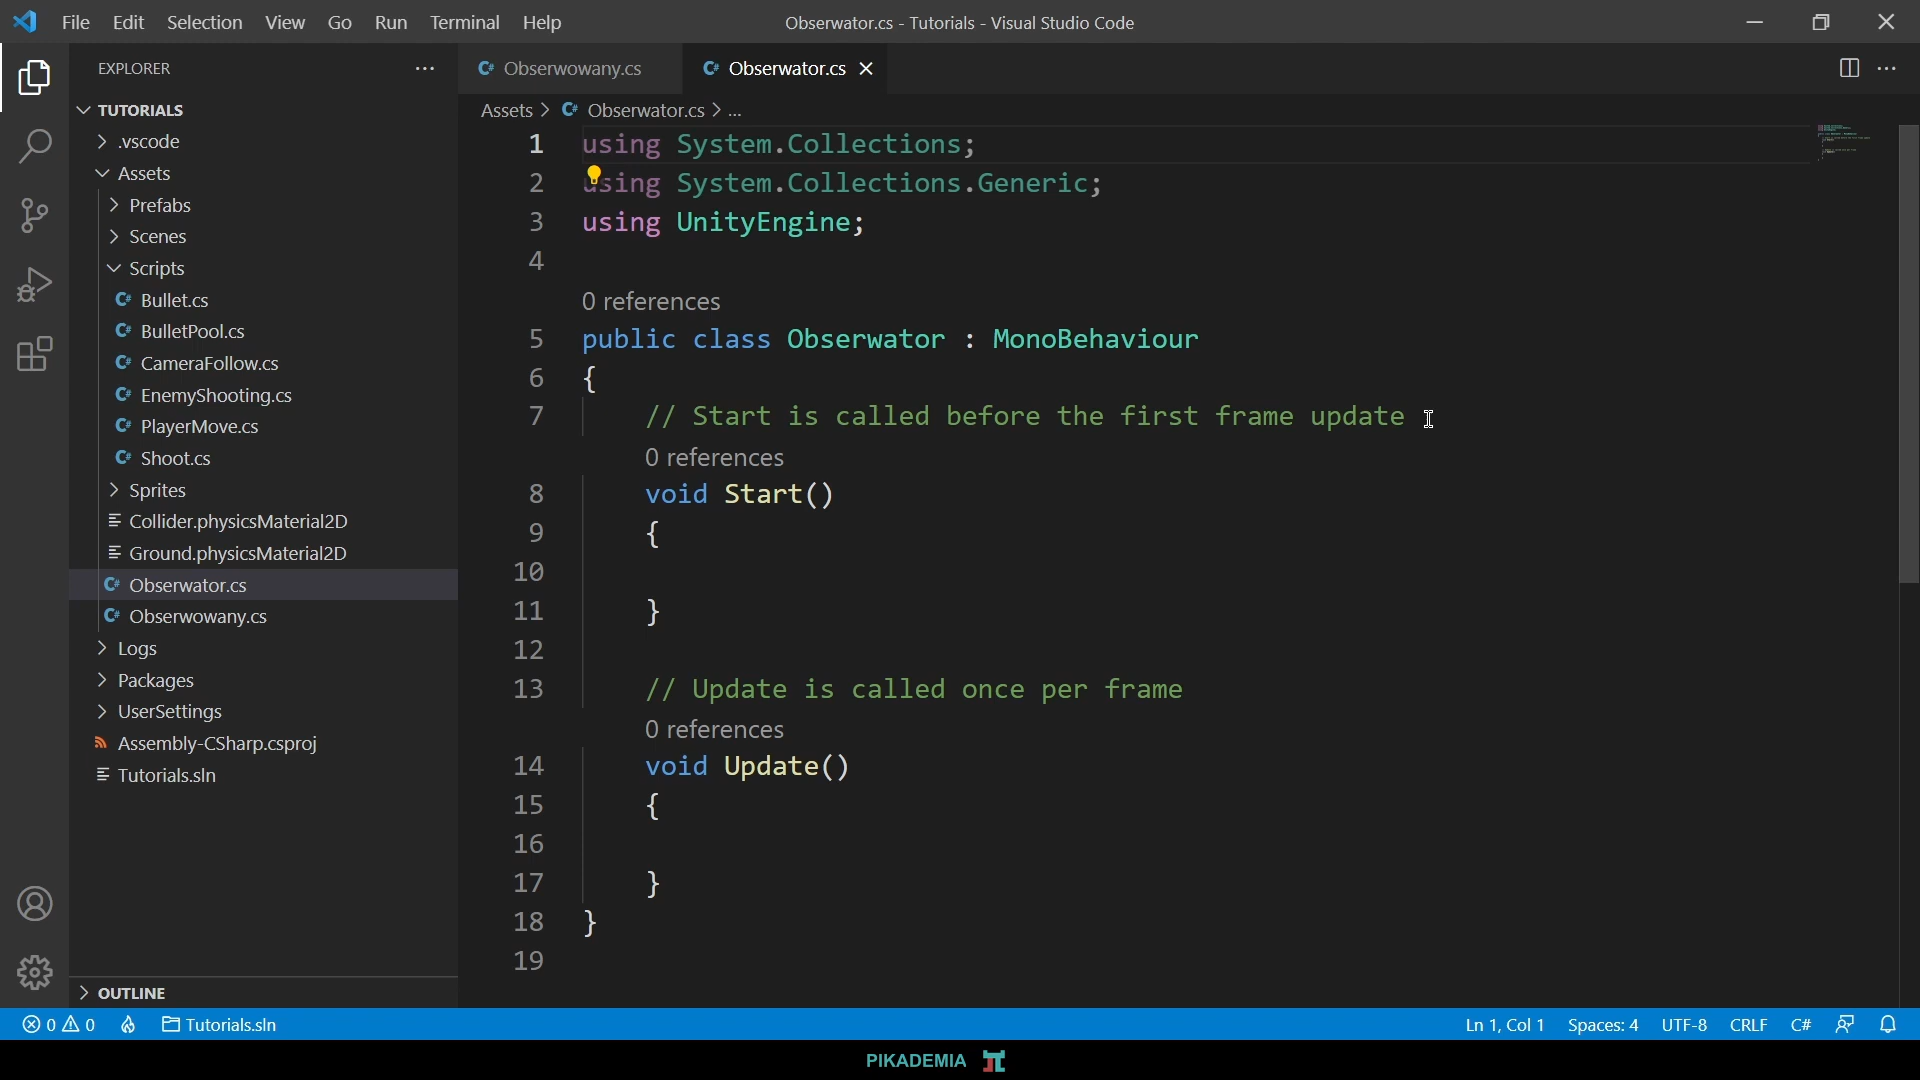 File Edit Selection View Go Run Terminal Help
Obserwator.cs - Tutorials - Visual Studio Code
EXPLORER
TUTORIALS
.vscode
Assets
Prefabs
Scenes
Scripts
Bullet.cs
BulletPool.cs
CameraFollow.cs
EnemyShooting.cs
PlayerMove.cs
Shoot.cs
Sprites
Collider.physicsMaterial2D
Ground.physicsMaterial2D
Obserwator.cs
Obserwowany.cs
Logs
Packages
UserSettings
Assembly-CSharp.csproj
Tutorials.sln
OUTLINE
Obserwowany.cs Obserwator.cs
Assets > Obserwator.cs > ...
1 using System.Collections;
2 using System.Collections.Generic;
3 using UnityEngine;
4
0 references
5 public class Obserwator : MonoBehaviour
6 {
7 // Start is called before the first frame update
0 references
8 void Start()
9 {
10
11 }
12
13 // Update is called once per frame
0 references
14 void Update()
15 {
16
17 }
18 }
19
0 0 Tutorials.sln
Ln 1, Col 1 Spaces: 4 UTF-8 CRLF C#
PIKADEMIA